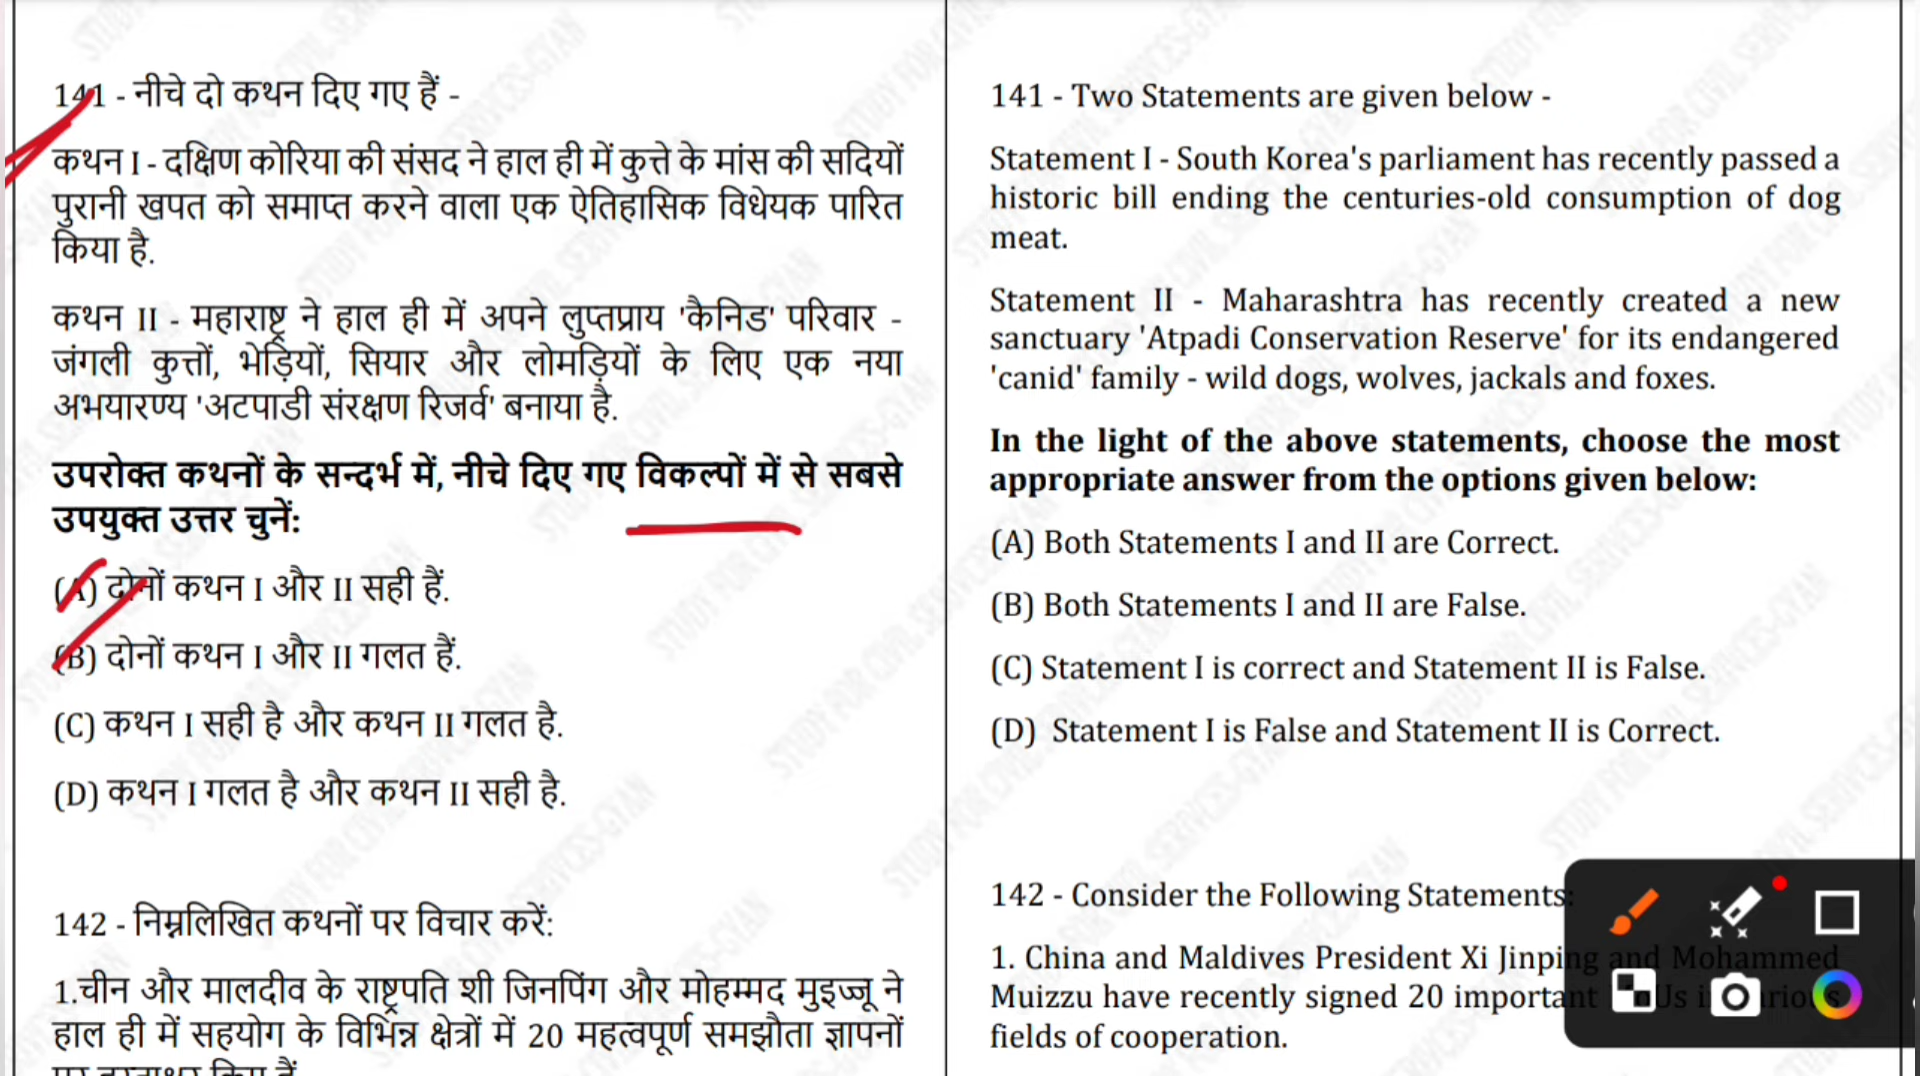 141 - नीचे दो कथन दिए गए हैं -
कथन I - दक्षिण कोरिया की संसद ने हाल ही में कुत्ते के मांस की सदियों
पुरानी खपत को समाप्त करने वाला एक ऐतिहासिक विधेयक पारित
किया है.
कथन II - महाराष्ट्र ने हाल ही में अपने लुप्तप्राय 'कैनिड' परिवार -
जंगली कुत्तों, भेड़ियों, सियार और लोमड़ियों के लिए एक नया
अभयारण्य 'अटपाडी संरक्षण रिजर्व' बनाया है.
उपरोक्त कथनों के सन्दर्भ में, नीचे दिए गए विकल्पों में से सबसे
उपयुक्त उत्तर चुनें:
(A) दोनों कथन I और II सही हैं.
(B) दोनों कथन I और II गलत हैं.
(C) कथन I सही है और कथन II गलत है.
(D) कथन I गलत है और कथन II सही है.
142 - निम्नलिखित कथनों पर विचार करें:
1.चीन और मालदीव के राष्ट्रपति शी जिनपिंग और मोहम्मद मुइज्जू ने
हाल ही में सहयोग के विभिन्न क्षेत्रों में 20 महत्वपूर्ण समझौता ज्ञापनों
141 - Two Statements are given below -
Statement I - South Korea's parliament has recently passed a
historic bill ending the centuries-old consumption of dog
meat.
Statement II - Maharashtra has recently created a new
sanctuary 'Atpadi Conservation Reserve' for its endangered
'canid' family - wild dogs, wolves, jackals and foxes.
In the light of the above statements, choose the most
appropriate answer from the options given below:
(A) Both Statements I and II are Correct.
(B) Both Statements I and II are False.
(C) Statement I is correct and Statement II is False.
(D) Statement I is False and Statement II is Correct.
142 - Consider the Following Statements:
1. China and Maldives President Xi Jinping and Mohammed
Muizzu have recently signed 20 important
fields of cooperation.
STUDY FOR CIVIL SERVICES-GYAN